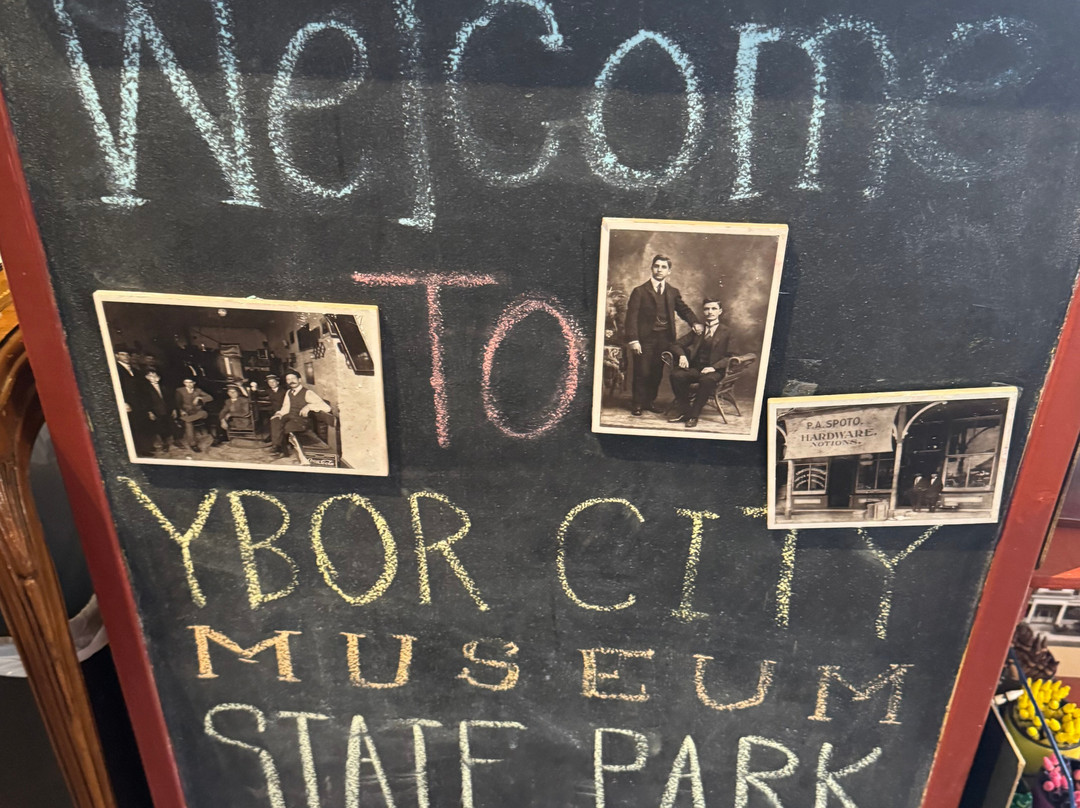 Welcome
TO
P.A. SPOTO.
HARDWARE.
NOTIONS.
YBOR CITY
MUSEUM
STATE PARK